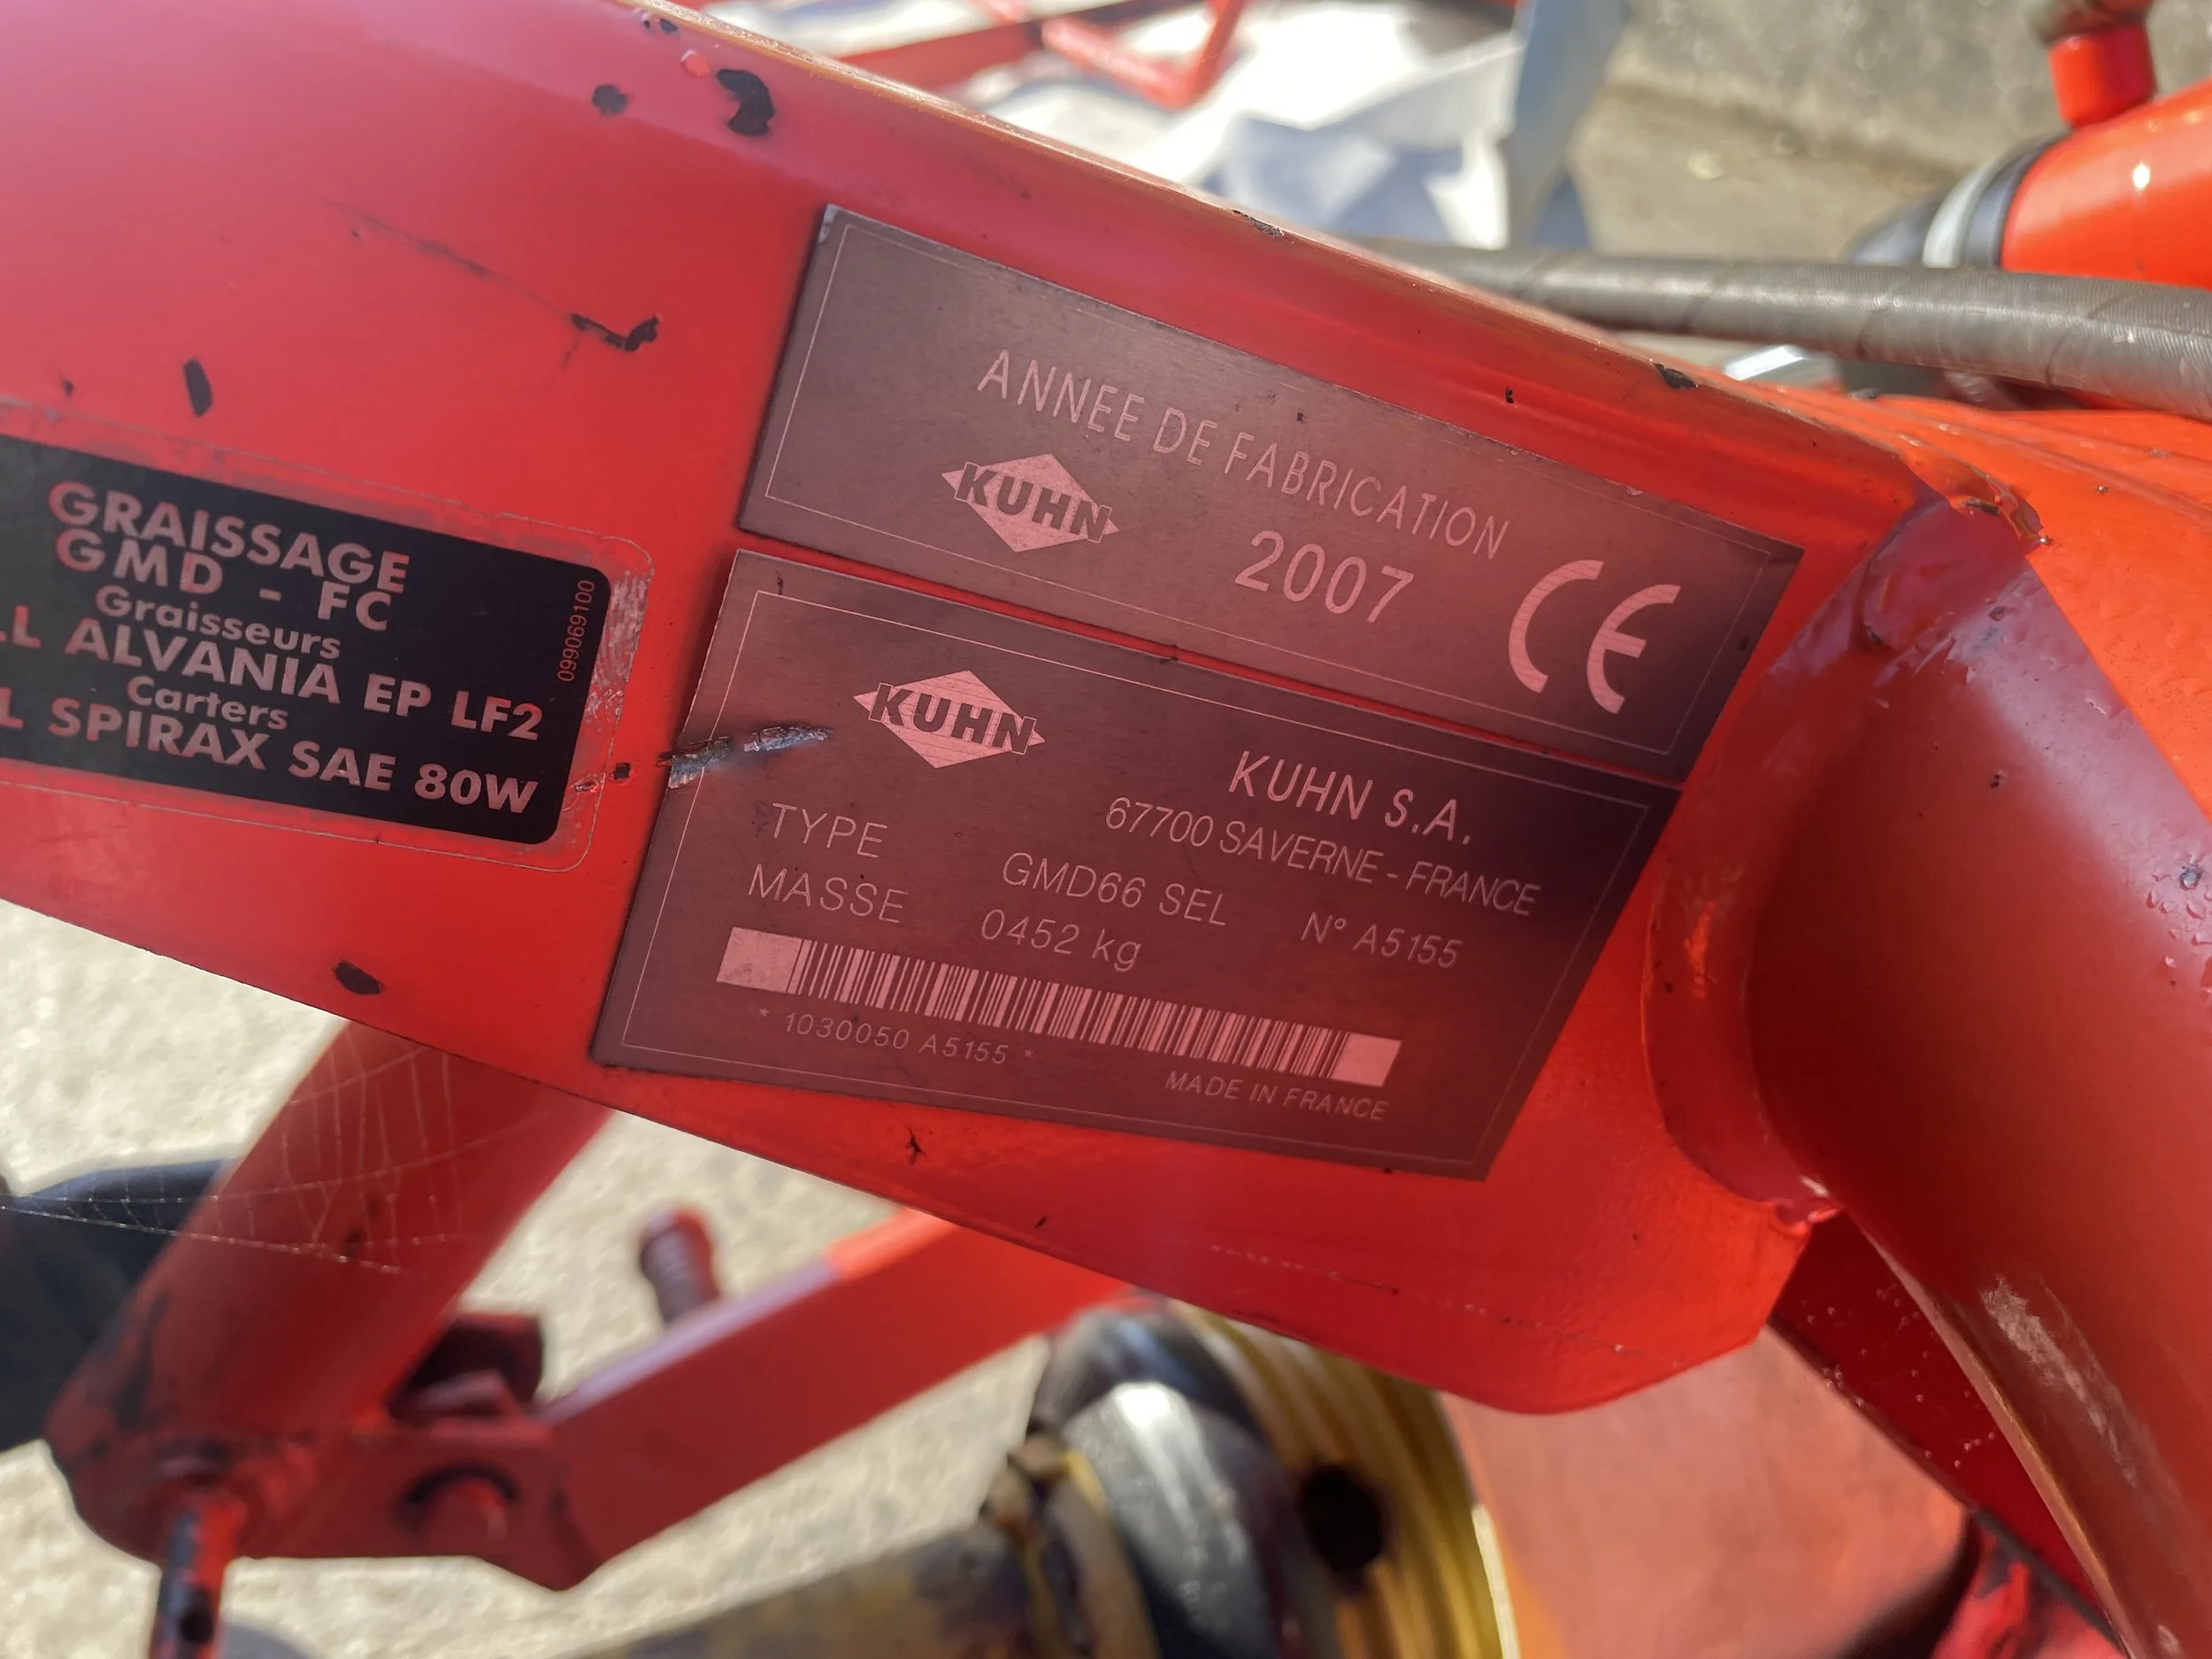 GRAISSAGE
GMD - FC
Graisseurs
ALVANIA EP LF2
Carters
SPIRAX SAE 80W
099069100
ANNEE DE FABRICATION
KUHN
2007
CE
KUHN
KUHN S.A.
67700 SAVERNE - FRANCE
TYPE GMD66 SEL N° A5155
MASSE 0452 kg
* 1030050 A5155 *
MADE IN FRANCE